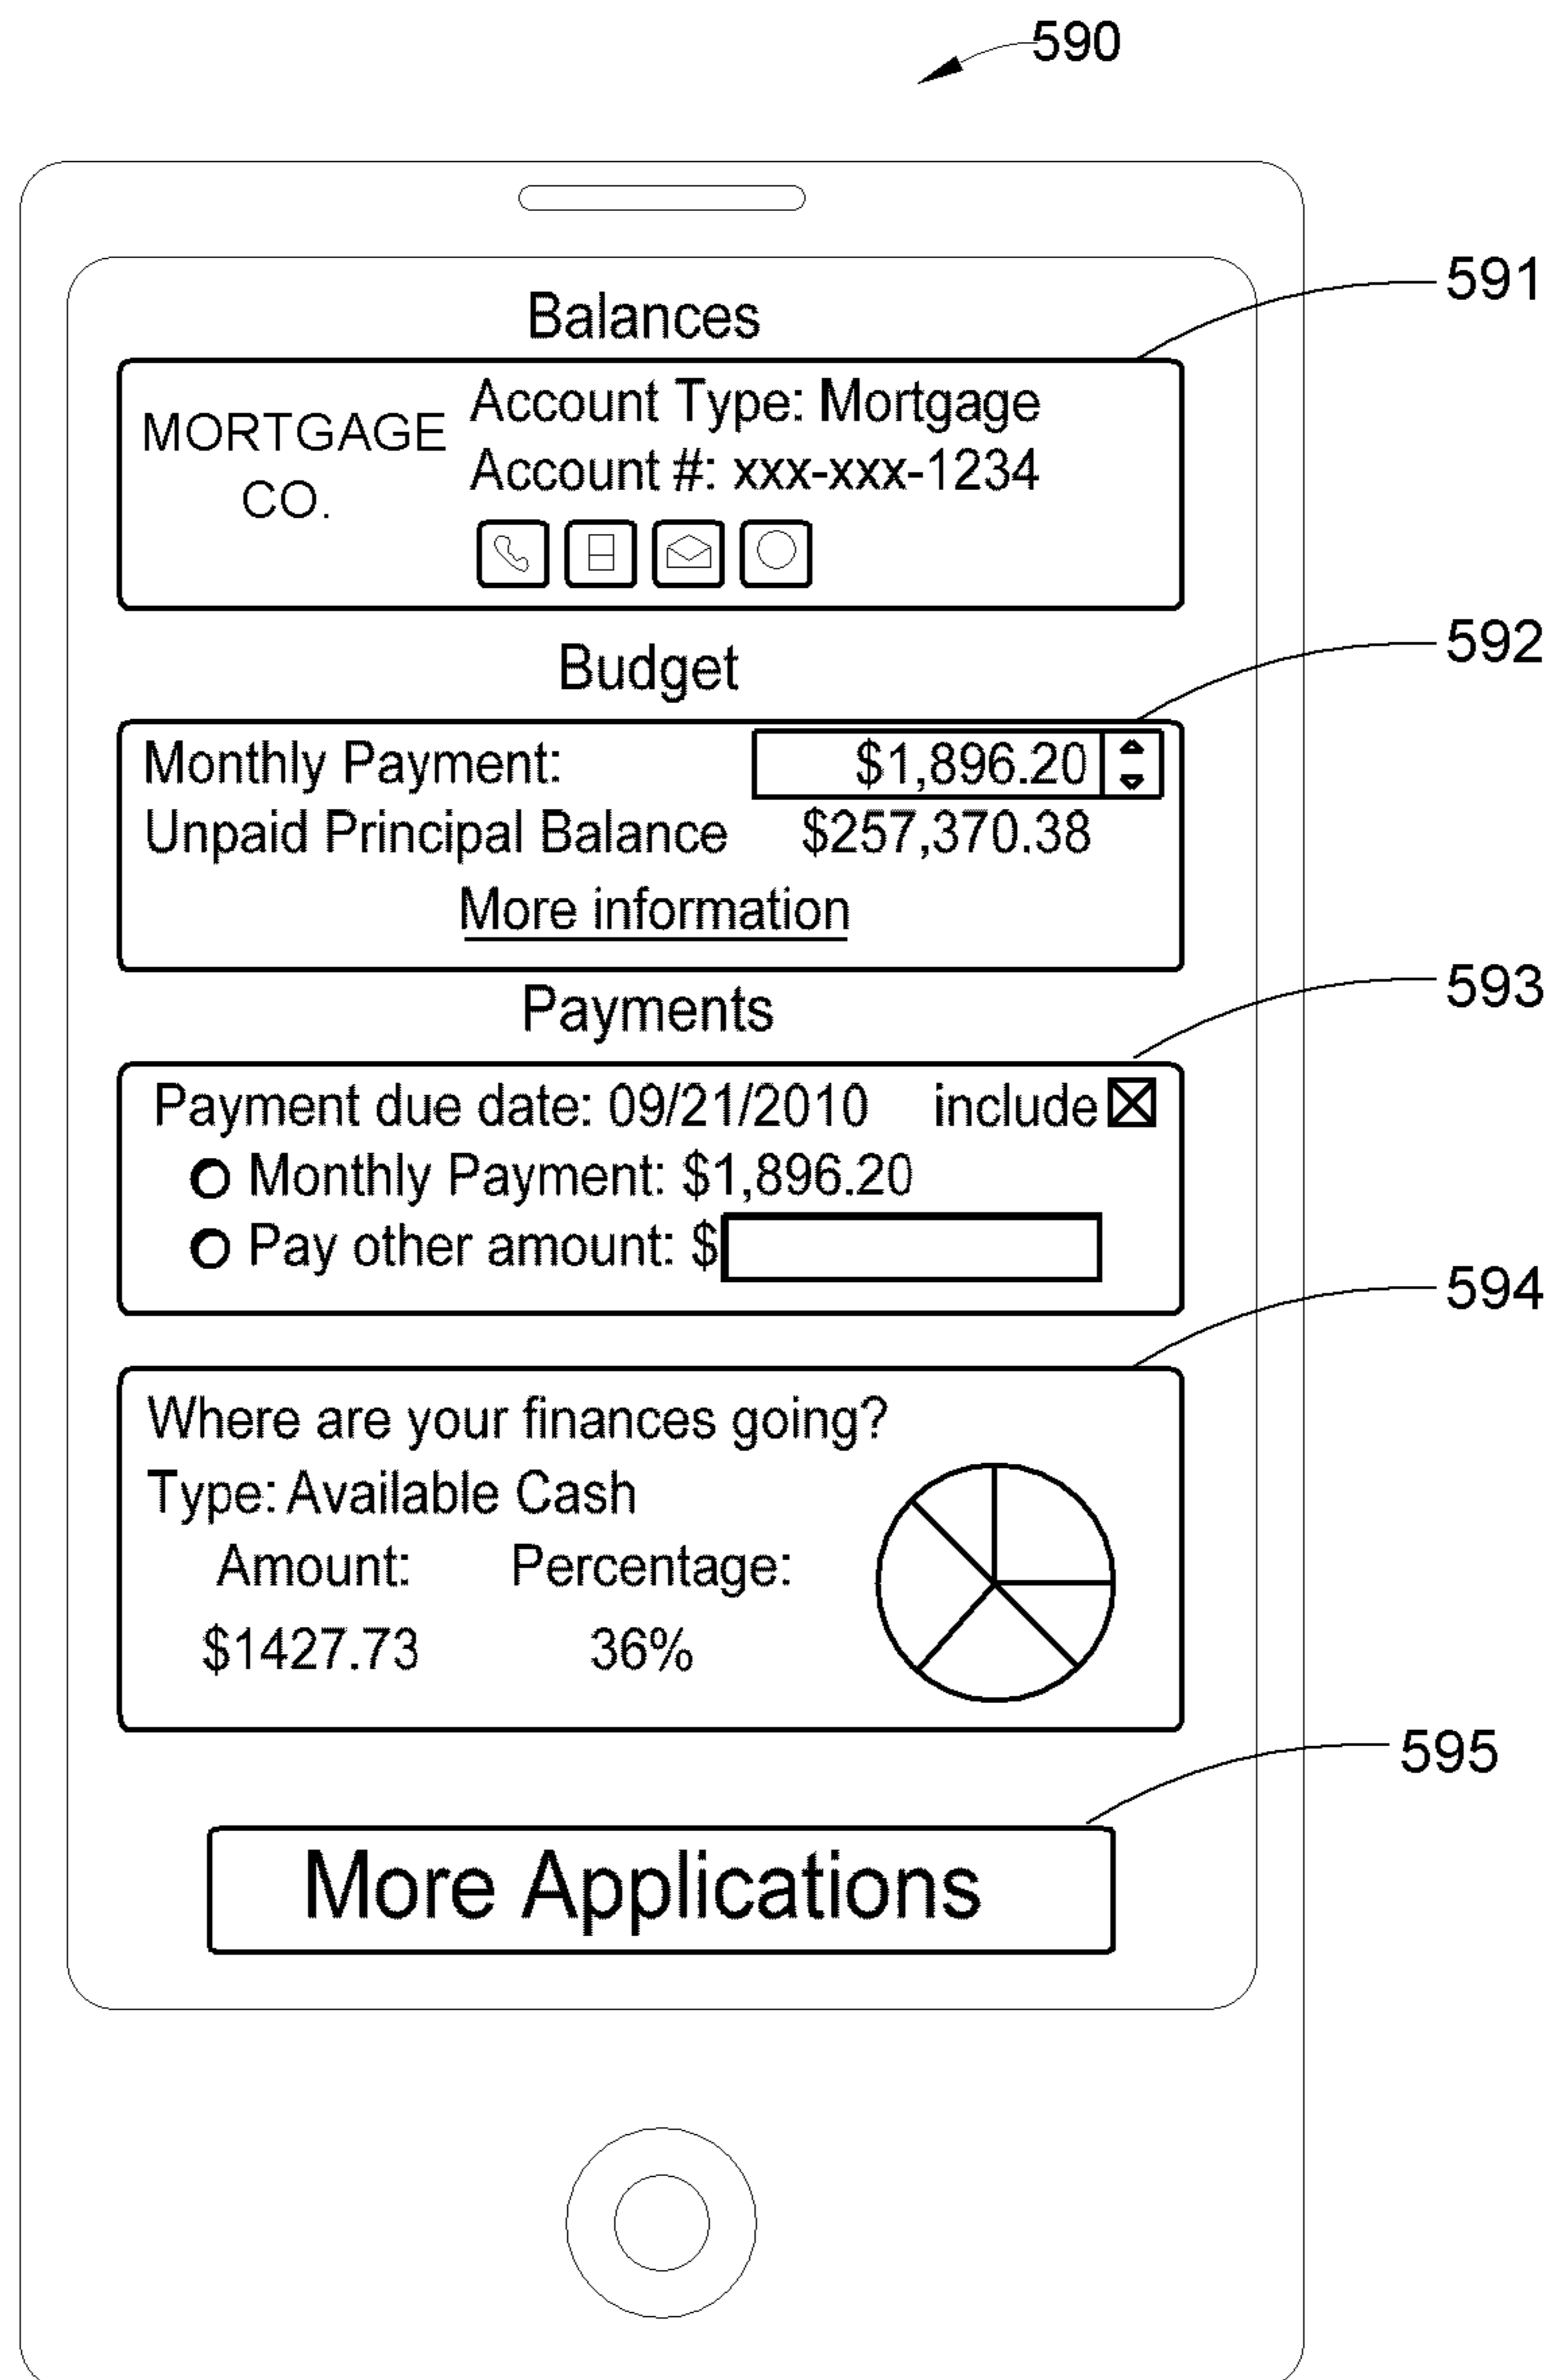 590
591
Balances
MORTGAGE
CO.
Account Type: Mortgage
Account #: xxx-xxx-1234
592
Budget
Monthly Payment: $1,896.20
Unpaid Principal Balance $257,370.38
More information
593
Payments
Payment due date: 09/21/2010 include
Monthly Payment: $1,896.20
Pay other amount: $
594
Where are your finances going?
Type: Available Cash
Amount: Percentage:
$1427.73 36%
595
More Applications